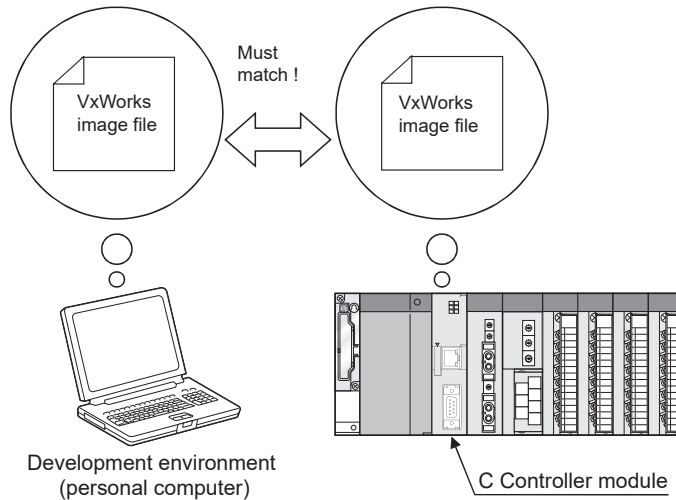 Must
match !
VxWorks
image file
VxWorks
image file
Development environment
(personal computer)
C Controller module